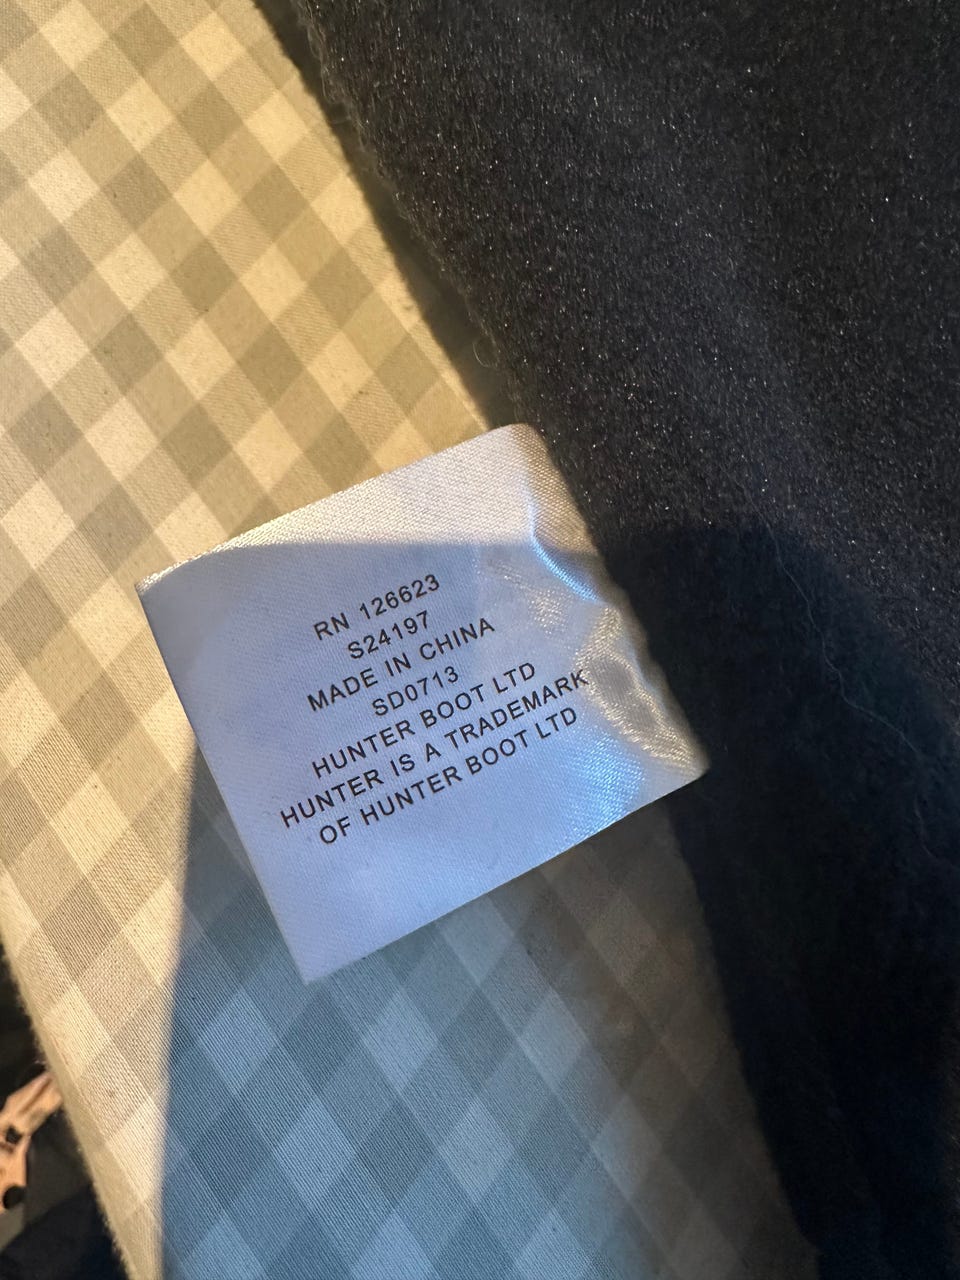 RN 126623
S24197
MADE IN CHINA
SD0713
HUNTER BOOT LTD
HUNTER IS A TRADEMARK
OF HUNTER BOOT LTD